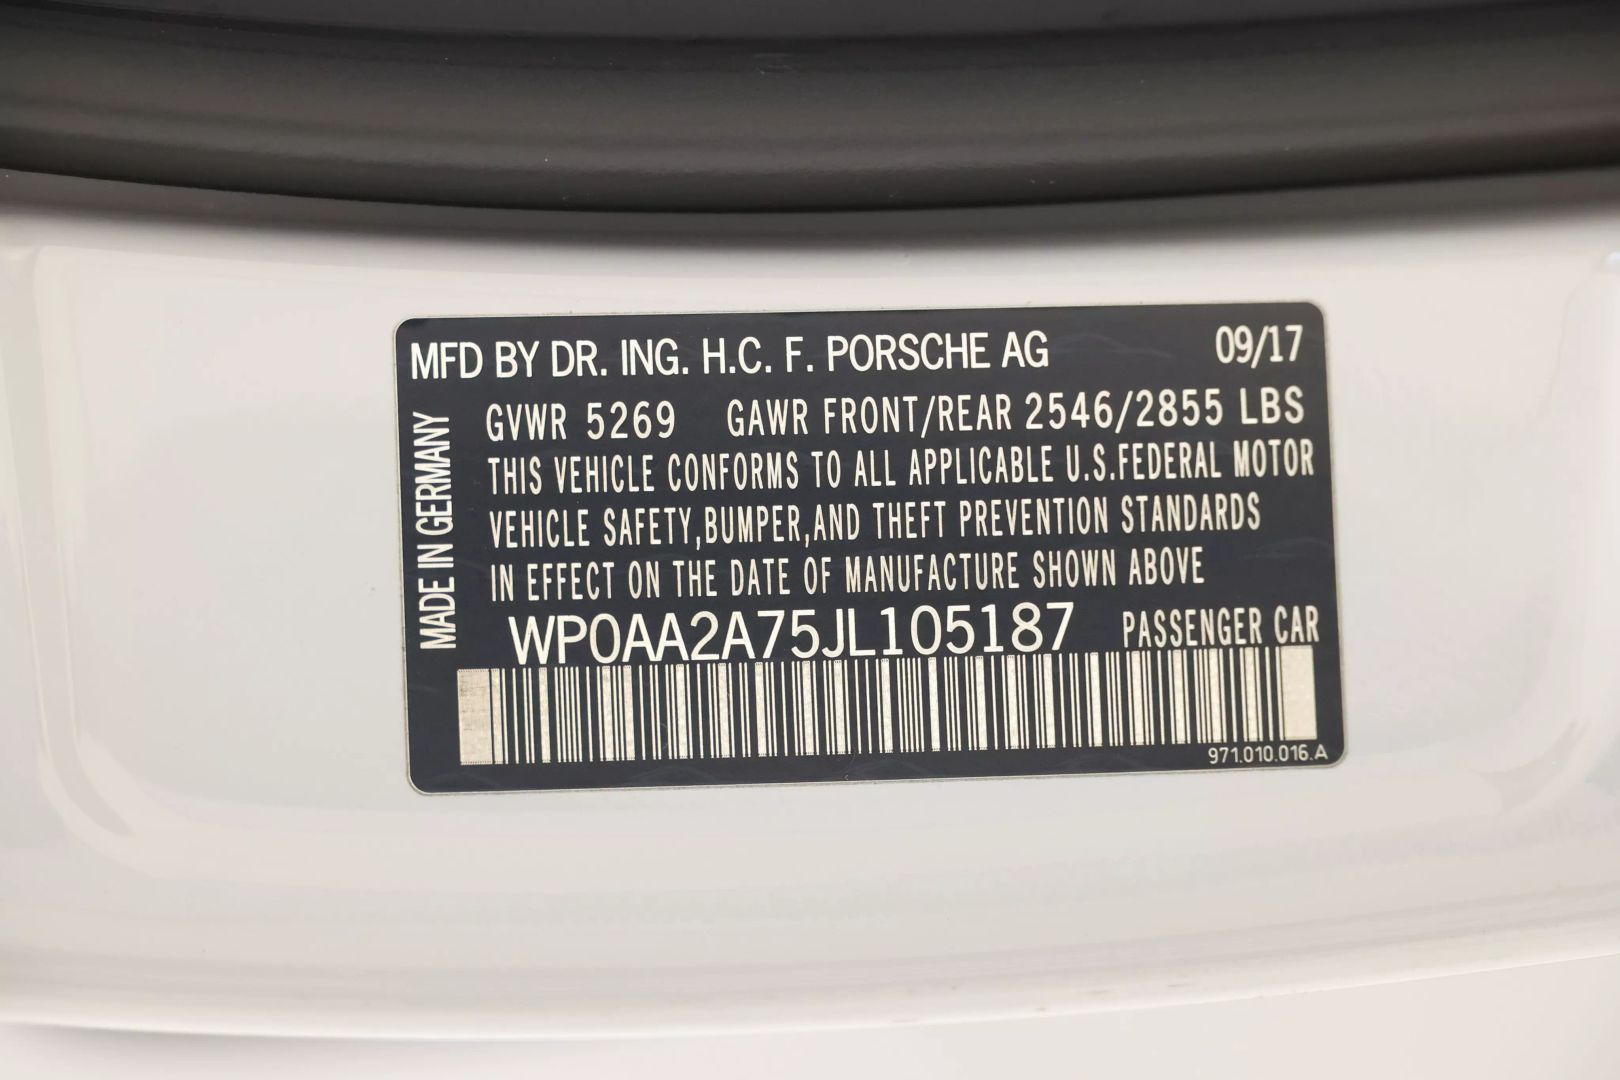 MFD BY DR. ING. H.C. F. PORSCHE AG 09/17
MADE IN GERMANY
GVWR 5269 GAWR FRONT/REAR 2546/2855 LBS
THIS VEHICLE CONFORMS TO ALL APPLICABLE U.S.FEDERAL MOTOR
VEHICLE SAFETY,BUMPER,AND THEFT PREVENTION STANDARDS
IN EFFECT ON THE DATE OF MANUFACTURE SHOWN ABOVE
WP0AA2A75JL105187 PASSENGER CAR
971.010.016.A